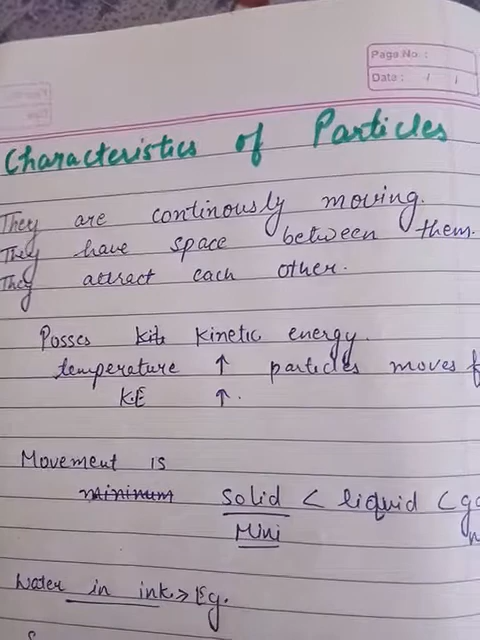 Page No. :
Date : / /
Characteristics of Particles
They are continously moving.
They have space between them.
They attract each other.
Posses kite kinetic energy.
temperature ↑ particles moves f
K.E ↑.
Movement is
minimum solid < liquid < ga
Mini
Water in ink > Eg.